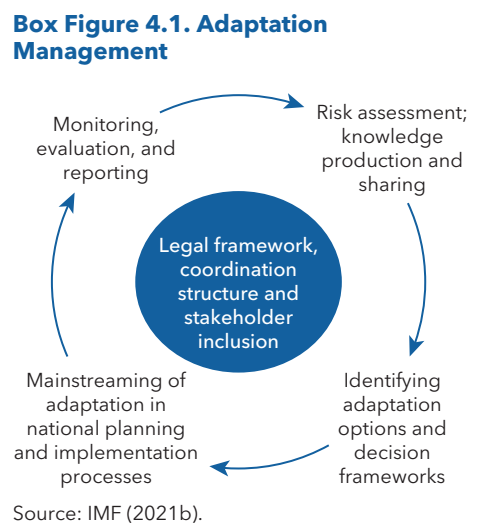 Box Figure 4.1. Adaptation
Management
Monitoring,
evaluation, and
reporting
Risk assessment;
knowledge
production and
sharing
Legal framework,
coordination
structure and
stakeholder
inclusion
Mainstreaming of
adaptation in
national planning
and implementation
processes
Identifying
adaptation
options and
decision
frameworks
Source: IMF (2021b).